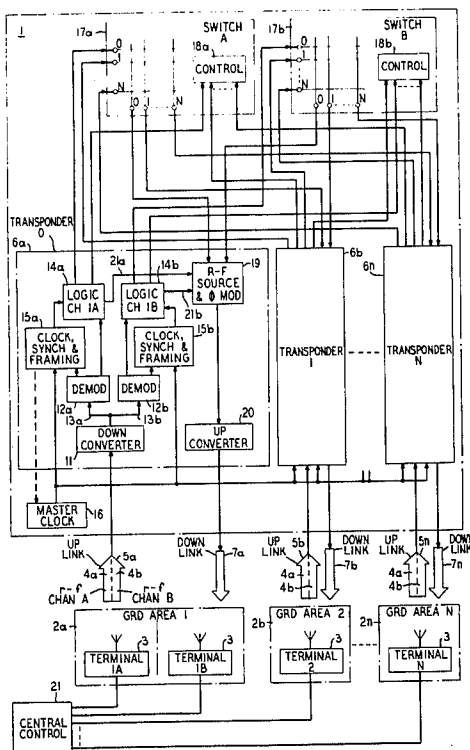 1
17a
SWITCH A
18a
CONTROL
0
1
N
0
1
N
17b
SWITCH B
18b
CONTROL
0
1
N
0
1
N
TRANSPONDER 0
6a
14a
LOGIC CH 1A
21a
14b
LOGIC CH 1B
21b
19
R-F SOURCE & ϕ MOD
15a
CLOCK, SYNCH & FRAMING
15b
CLOCK, SYNCH & FRAMING
DEMOD
12a
13a
DEMOD
12b
13b
DOWN CONVERTER
11
20
UP CONVERTER
6b
TRANSPONDER 1
6n
TRANSPONDER N
MASTER CLOCK
16
UP LINK
5a
4a
4b
r-f CHAN A
r-f CHAN B
DOWN LINK
7a
UP LINK
5b
4a
4b
DOWN LINK
7b
UP LINK
5n
4a
4b
DOWN LINK
7n
2a
GRD AREA 1
3
TERMINAL 1A
3
TERMINAL 1B
2b
GRD AREA 2
3
TERMINAL 2
2n
GRD AREA N
3
TERMINAL N
21
CENTRAL CONTROL